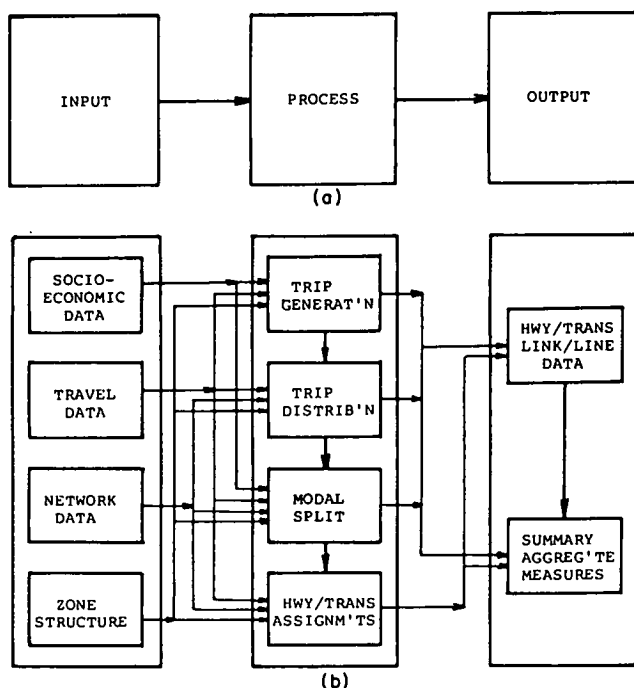 INPUT
PROCESS
OUTPUT
(a)
SOCIO-
ECONOMIC
DATA
TRAVEL
DATA
NETWORK
DATA
ZONE
STRUCTURE
TRIP
GENERAT'N
TRIP
DISTRIB'N
MODAL
SPLIT
HWY/TRANS
ASSIGNM'TS
HWY/TRANS
LINK/LINE
DATA
SUMMARY
AGGREG'TE
MEASURES
(b)